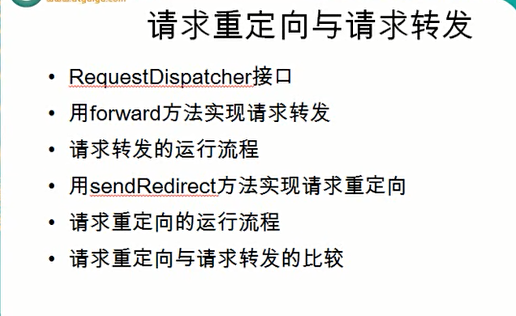 请求重定向与请求转发
• RequestDispatcher接口
• 用forward方法实现请求转发
• 请求转发的运行流程
• 用sendRedirect方法实现请求重定向
• 请求重定向的运行流程
• 请求重定向与请求转发的比较